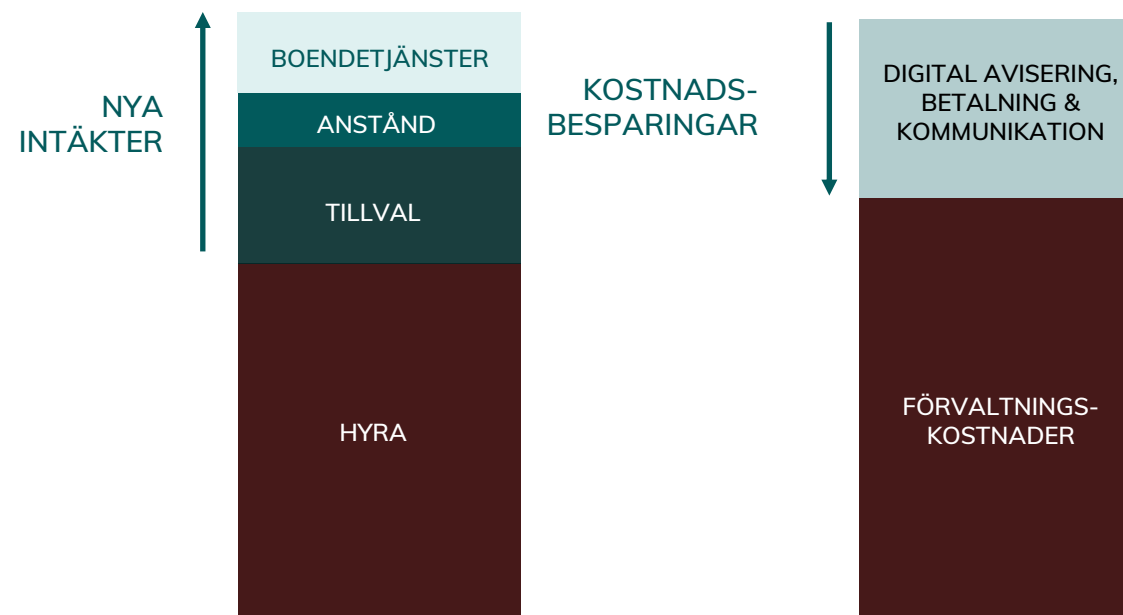 NYA
INTÄKTER
BOENDETJÄNSTER
ANSTÅND
TILLVAL
HYRA
KOSTNADS-
BESPARINGAR
DIGITAL AVISERING,
BETALNING &
KOMMUNIKATION
FÖRVALTNINGS-
KOSTNADER